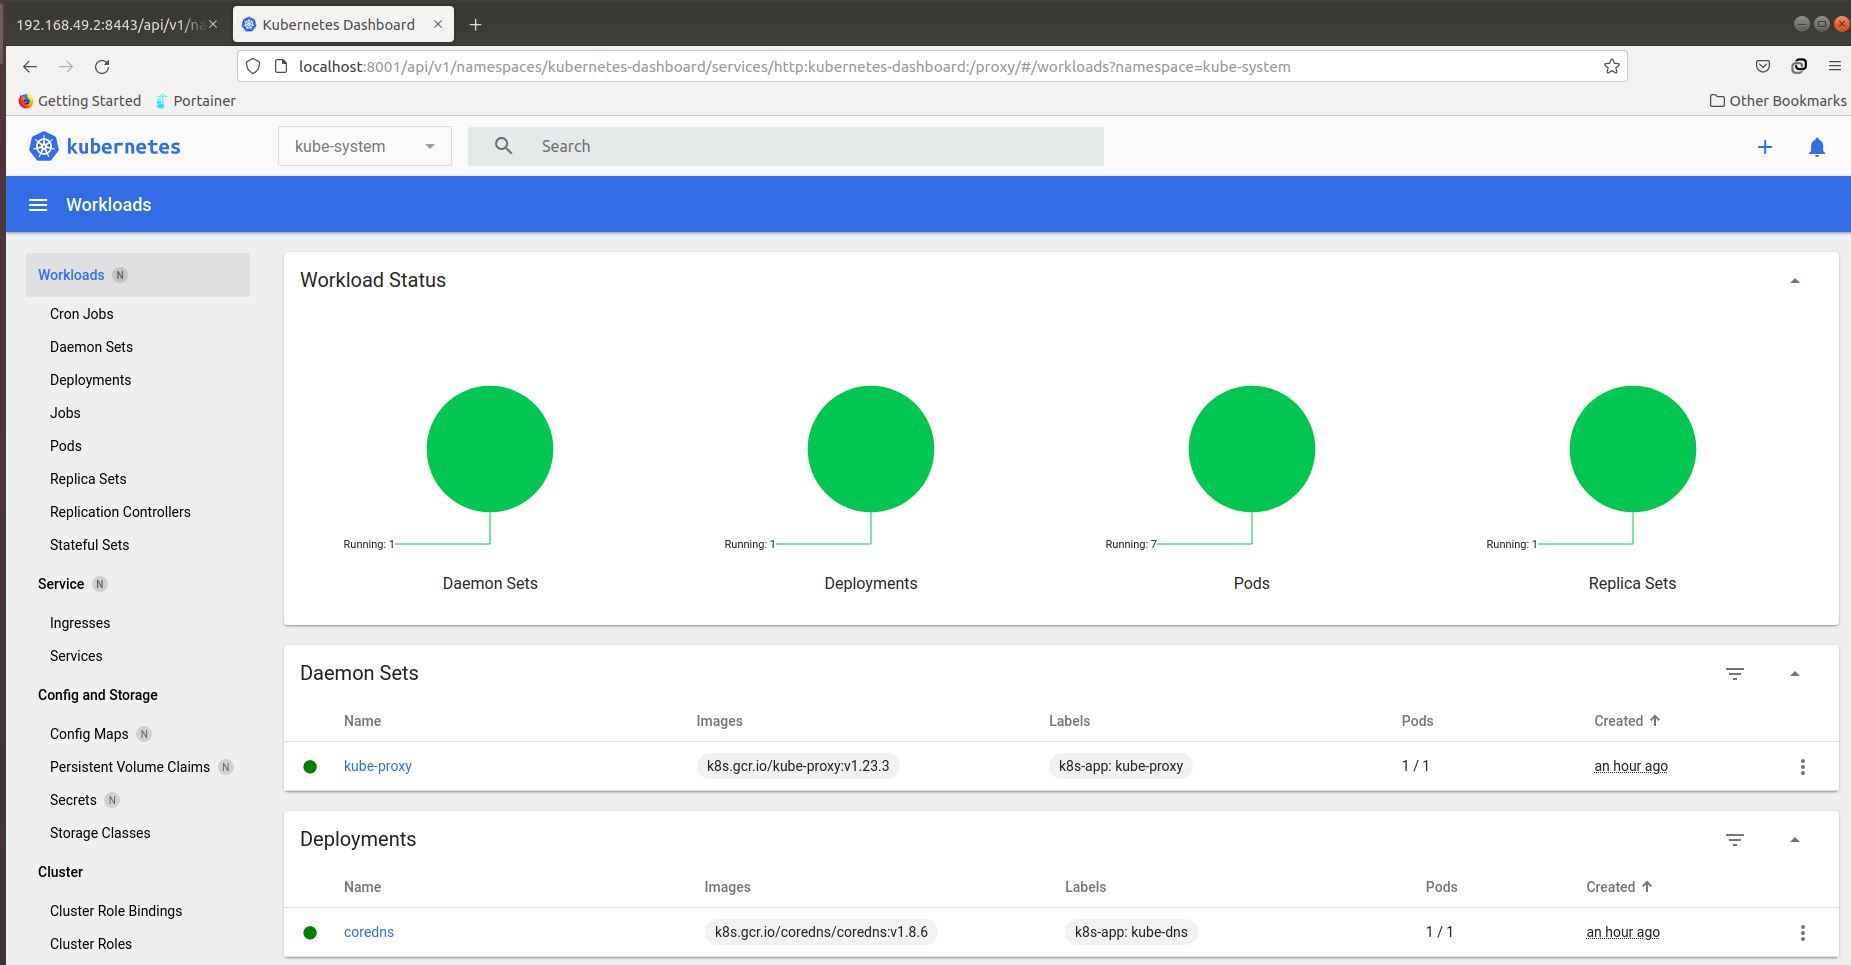 192.168.49.2:8443/api/v1/na
Kubernetes Dashboard
localhost:8001/api/v1/namespaces/kubernetes-dashboard/services/http:kubernetes-dashboard:/proxy/#/workloads?namespace=kube-system
Getting Started Portainer Other Bookmarks
kubernetes kube-system Search
Workloads
Workloads N
Cron Jobs
Daemon Sets
Deployments
Jobs
Pods
Replica Sets
Replication Controllers
Stateful Sets
Service N
Ingresses
Services
Config and Storage
Config Maps N
Persistent Volume Claims N
Secrets N
Storage Classes
Cluster
Cluster Role Bindings
Cluster Roles
Workload Status
Running: 1 Running: 1 Running: 7 Running: 1
Daemon Sets Deployments Pods Replica Sets
Daemon Sets
Name Images Labels Pods Created
kube-proxy k8s.gcr.io/kube-proxy:v1.23.3 k8s-app: kube-proxy 1 / 1 an hour ago
Deployments
Name Images Labels Pods Created
coredns k8s.gcr.io/coredns/coredns:v1.8.6 k8s-app: kube-dns 1 / 1 an hour ago